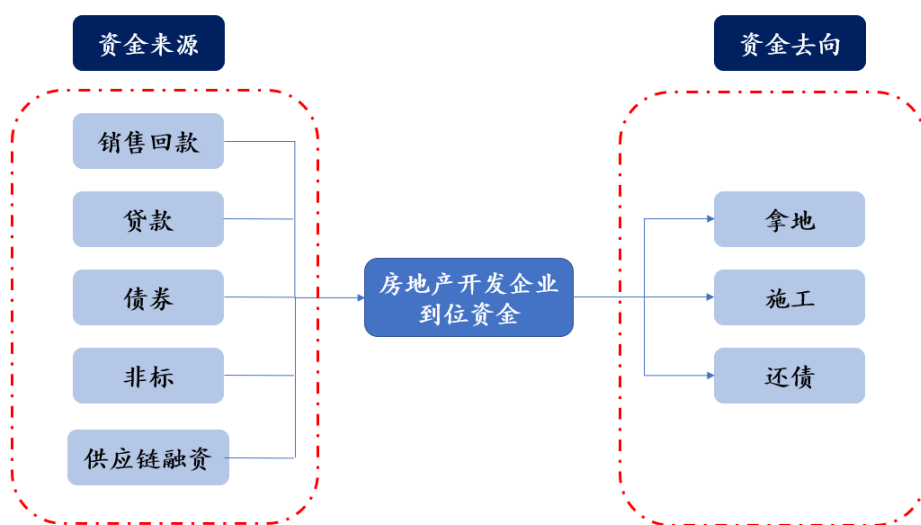 资金来源
资金去向
销售回款
贷款
债券
非标
供应链融资
房地产开发企业
到位资金
拿地
施工
还债